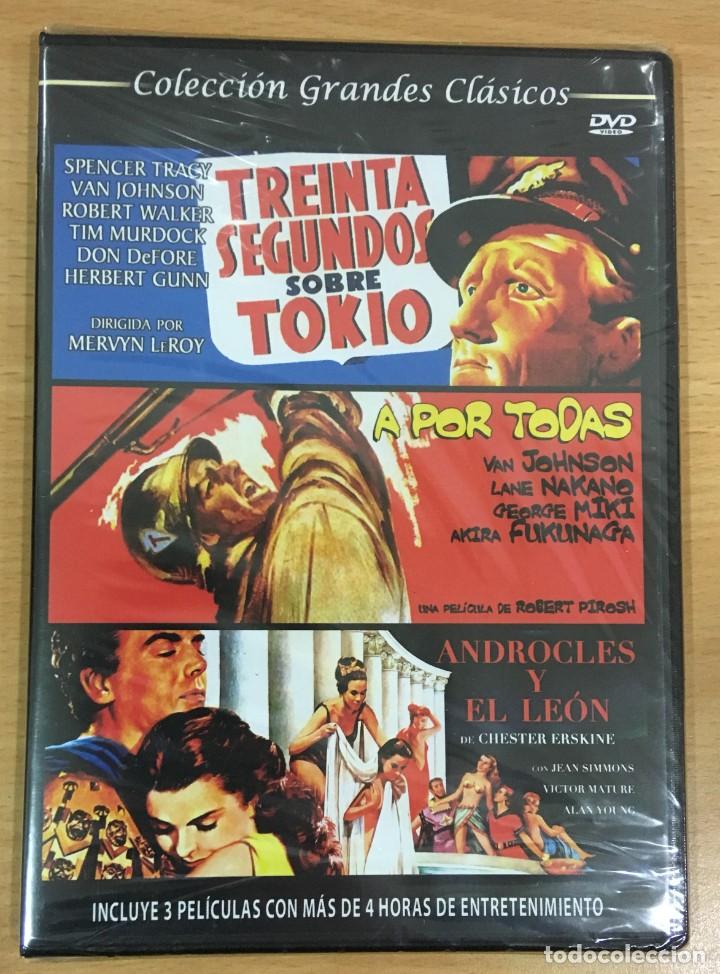 Colección Grandes Clásicos
DVD
VIDEO
SPENCER TRACY
VAN JOHNSON
ROBERT WALKER
TIM MURDOCK
DON DeFORE
HERBERT GUNN
DIRIGIDA POR
MERVYN LeROY
TREINTA
SEGUNDOS
SOBRE
TOKIO
A POR TODAS
VAN JOHNSON
LANE NAKANO
GEORGE MIKI
AKIRA FUKUNAGA
UNA PELÍCULA DE ROBERT PIROSH
ANDROCLES
Y
EL LEÓN
DE CHESTER ERSKINE
CON JEAN SIMMONS
VICTOR MATURE
ALAN YOUNG
INCLUYE 3 PELÍCULAS CON MÁS DE 4 HORAS DE ENTRETENIMIENTO
todocoleccion.net